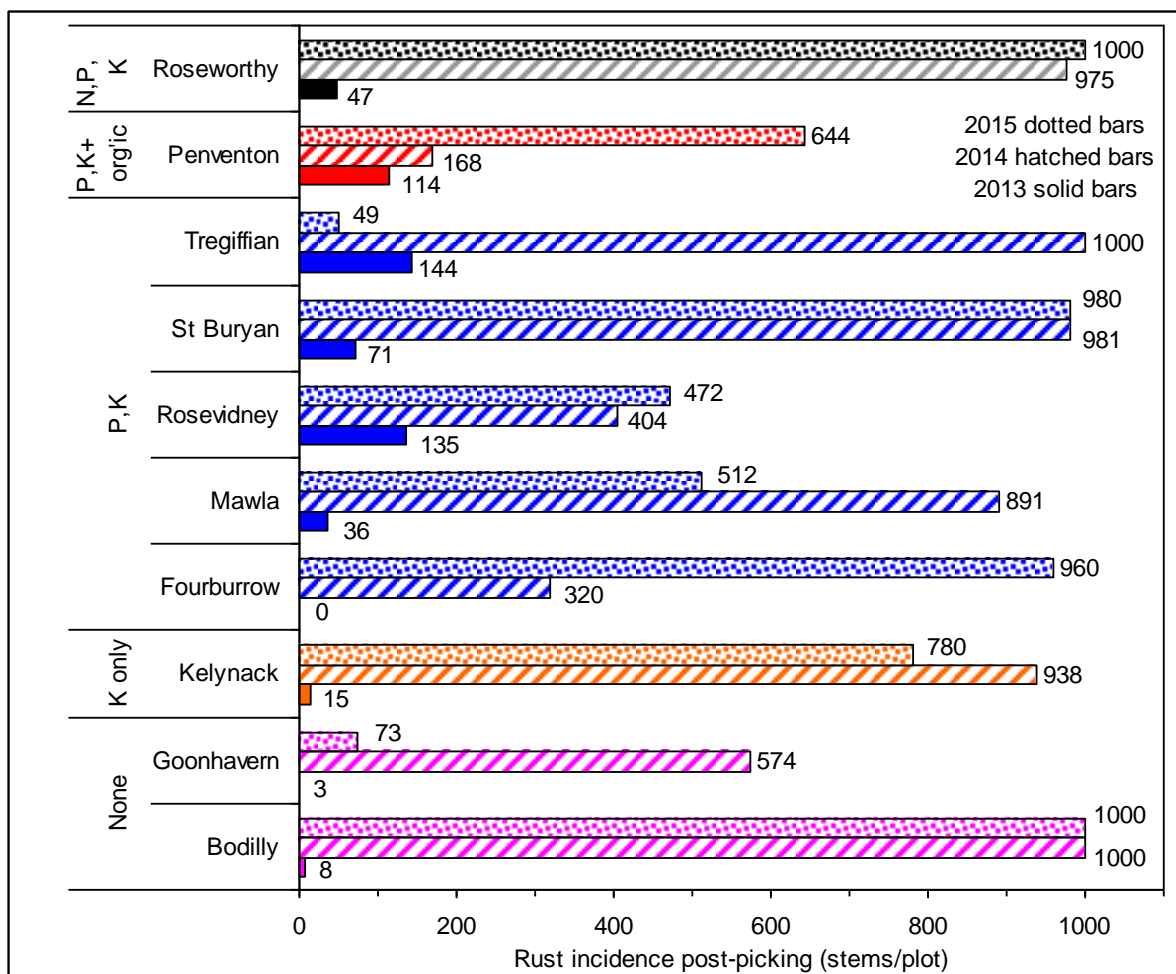 N,P,
K
Roseworthy
1000
975
47
P,K+
org'ic
Penventon
644
168
114
2015 dotted bars
2014 hatched bars
2013 solid bars
P,K
Tregiffian
49
1000
144
St Buryan
980
981
71
Rosevidney
472
404
135
Mawla
512
891
36
Fourburrow
960
320
0
K only
Kelynack
780
938
15
None
Goonhavern
73
574
3
Bodilly
1000
1000
8
0 200 400 600 800 1000
Rust incidence post-picking (stems/plot)